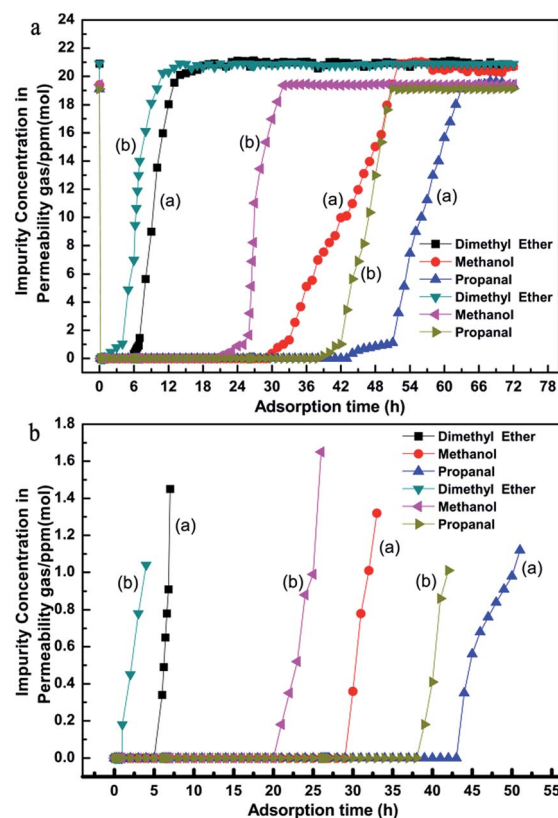 a
Impurity Concentration in
Permeability gas/ppm(mol)
24
22
20
18
16
14
12
10
8
6
4
2
0
(b)
(a)
(b)
(a)
(b)
(a)
Dimethyl Ether
Methanol
Propanal
Dimethyl Ether
Methanol
Propanal
0 6 12 18 24 30 36 42 48 54 60 66 72 78
Adsorption time (h)
b
Impurity Concentration in
Permeability gas/ppm(mol)
1.8
1.6
1.4
1.2
1.0
0.8
0.6
0.4
0.2
0.0
(b)
(a)
(b)
(a)
(b)
(a)
Dimethyl Ether
Methanol
Propanal
Dimethyl Ether
Methanol
Propanal
0 5 10 15 20 25 30 35 40 45 50 55
Adsorption time (h)